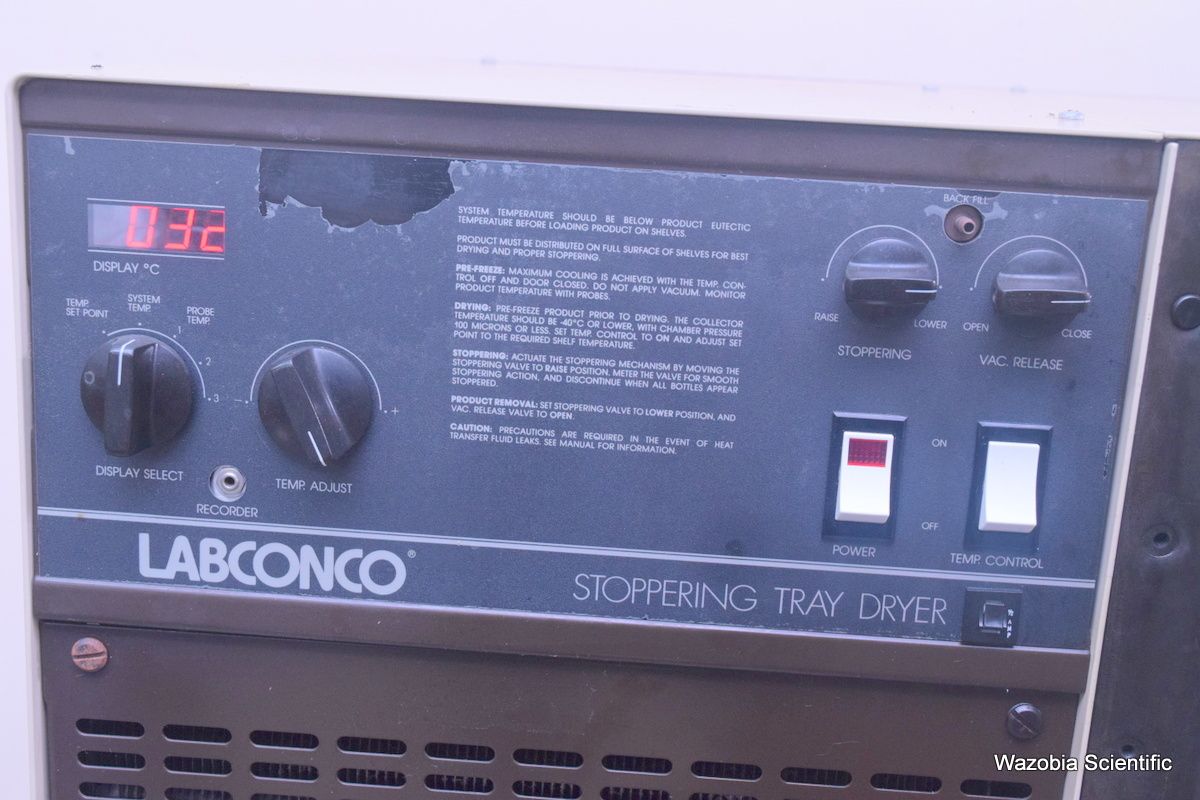 032
DISPLAY °C
TEMP.
SET POINT
SYSTEM
TEMP.
PROBE
TEMP.
1
2
3
DISPLAY SELECT
RECORDER
- +
TEMP. ADJUST
SYSTEM TEMPERATURE SHOULD BE BELOW PRODUCT EUTECTIC
TEMPERATURE BEFORE LOADING PRODUCT ON SHELVES.
PRODUCT MUST BE DISTRIBUTED ON FULL SURFACE OF SHELVES FOR BEST
DRYING AND PROPER STOPPERING.
PRE-FREEZE: MAXIMUM COOLING IS ACHIEVED WITH THE TEMP. CON-
TROL OFF AND DOOR CLOSED. DO NOT APPLY VACUUM. MONITOR
PRODUCT TEMPERATURE WITH PROBES.
DRYING: PRE-FREEZE PRODUCT PRIOR TO DRYING. THE COLLECTOR
TEMPERATURE SHOULD BE -40°C OR LOWER, WITH CHAMBER PRESSURE
100 MICRONS OR LESS. SET TEMP. CONTROL TO ON AND ADJUST SET
POINT TO THE REQUIRED SHELF TEMPERATURE.
STOPPERING: ACTUATE THE STOPPERING MECHANISM BY MOVING THE
STOPPERING VALVE TO RAISE POSITION. METER THE VALVE FOR SMOOTH
STOPPERING ACTION, AND DISCONTINUE WHEN ALL BOTTLES APPEAR
STOPPERED.
PRODUCT REMOVAL: SET STOPPERING VALVE TO LOWER POSITION, AND
VAC. RELEASE VALVE TO OPEN.
CAUTION: PRECAUTIONS ARE REQUIRED IN THE EVENT OF HEAT
TRANSFER FLUID LEAKS. SEE MANUAL FOR INFORMATION.
BACK FILL
RAISE LOWER
STOPPERING
OPEN CLOSE
VAC. RELEASE
ON
OFF
POWER
TEMP. CONTROL
LABCONCO®
STOPPERING TRAY DRYER
Wazobia Scientific